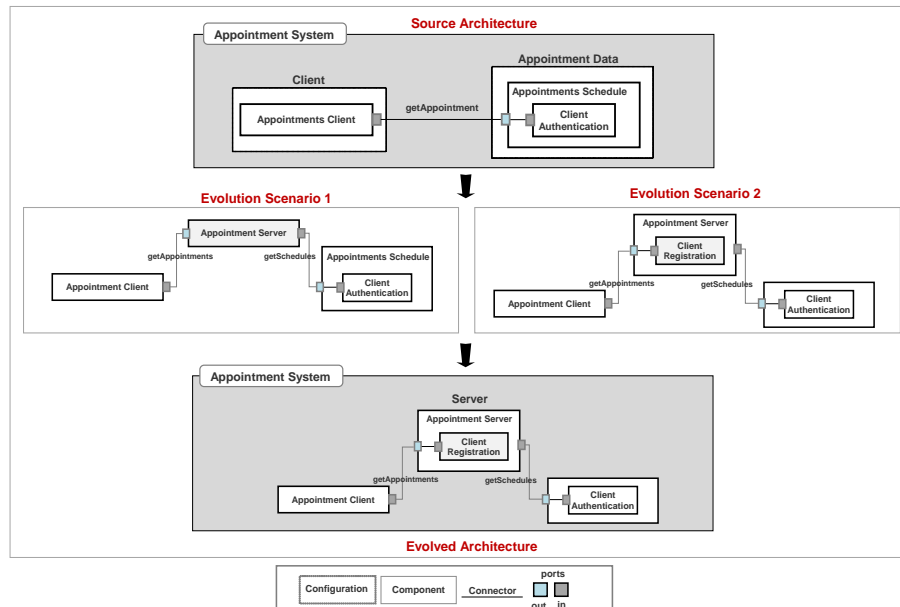 Source Architecture
Appointment System
Appointment Data
Client
Appointments Schedule
getAppointment
Appointments Client
Client
Authentication
Evolution Scenario 1
Evolution Scenario 2
Appointment Server
getAppointments
getSchedules
Appointments Schedule
Appointment Client
Client
Authentication
Appointment Server
Client
Registration
getAppointments
getSchedules
Appointment Client
Client
Authentication
Appointment System
Server
Appointment Server
Client
Registration
getAppointments
getSchedules
Appointment Client
Client
Authentication
Evolved Architecture
ports
Configuration
Component
Connector
out in